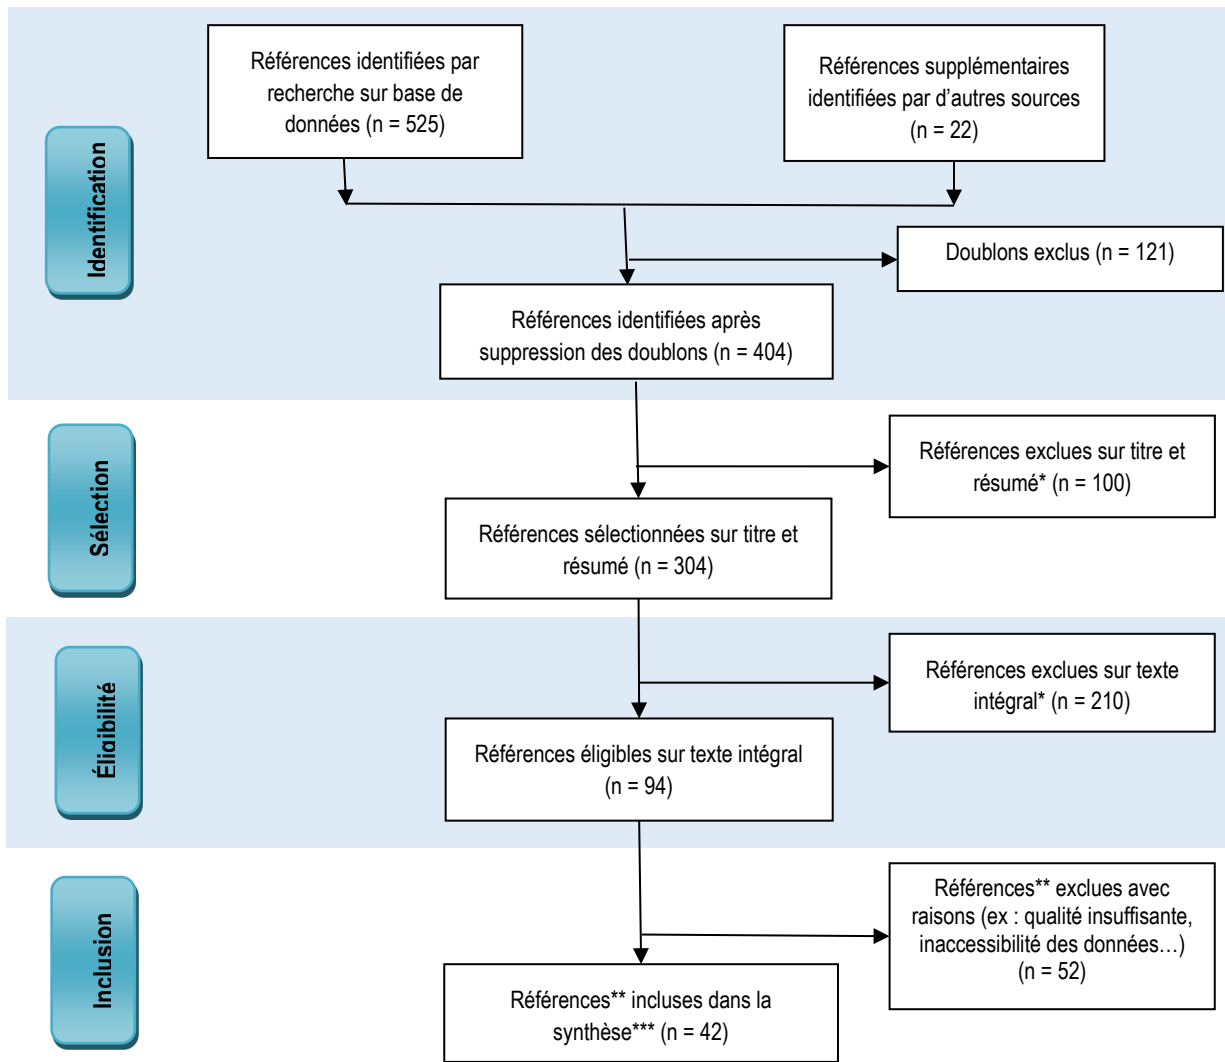 Références identifiées par
recherche sur base de
données (n = 525)
Références supplémentaires
identifiées par d’autres sources
(n = 22)
Identification
Doublons exclus (n = 121)
Références identifiées après
suppression des doublons (n = 404)
Sélection
Références exclues sur titre et
résumé* (n = 100)
Références sélectionnées sur titre et
résumé (n = 304)
Éligibilité
Références exclues sur texte
intégral* (n = 210)
Références éligibles sur texte intégral
(n = 94)
Inclusion
Références** exclues avec
raisons (ex : qualité insuffisante,
inaccessibilité des données…)
(n = 52)
Références** incluses dans la
synthèse*** (n = 42)